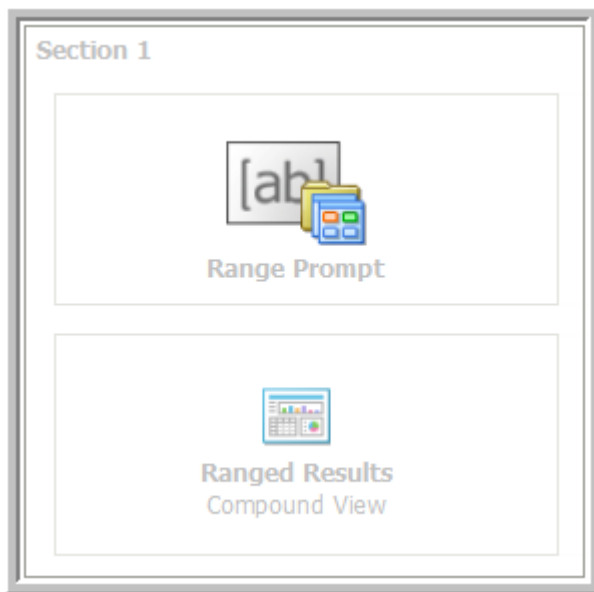 Section 1
[ab]
Range Prompt
Ranged Results
Compound View